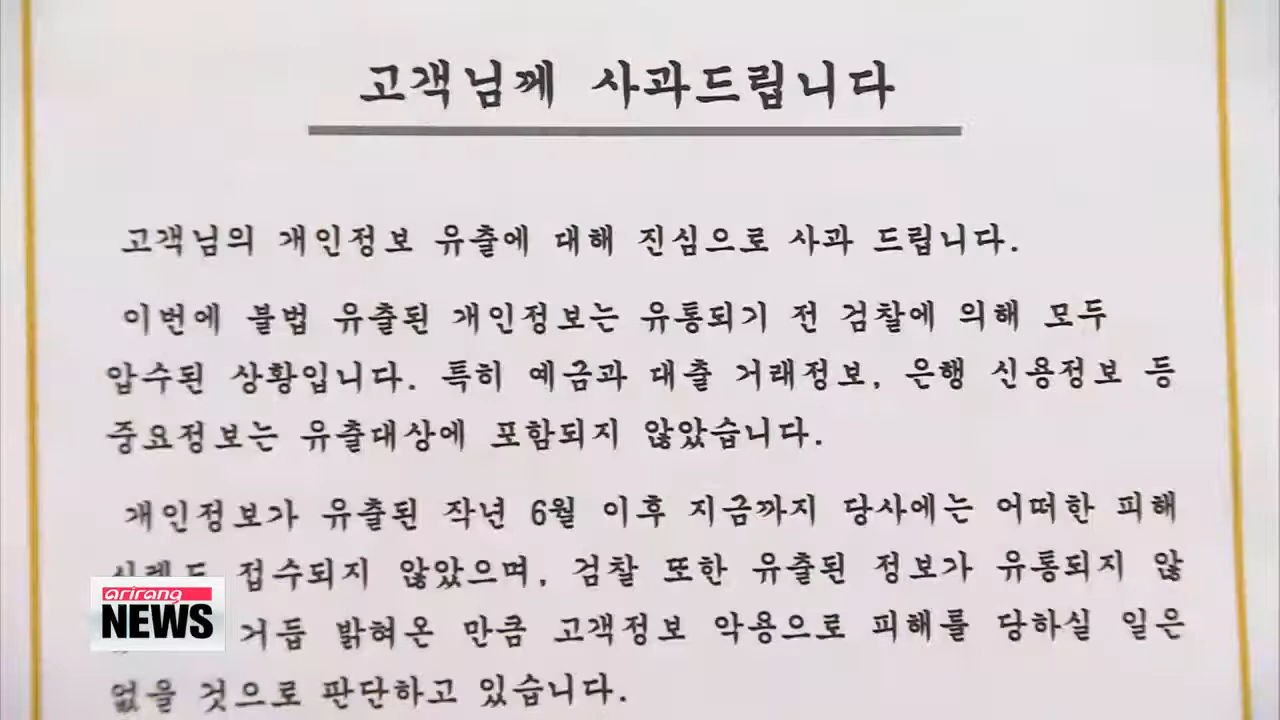 고객님께 사과드립니다
고객님의 개인정보 유출에 대해 진심으로 사과 드립니다.
이번에 불법 유출된 개인정보는 유통되기 전 검찰에 의해 모두
압수된 상황입니다. 특히 예금과 대출 거래정보, 은행 신용정보 등
중요정보는 유출대상에 포함되지 않았습니다.
개인정보가 유출된 작년 6월 이후 지금까지 당사에는 어떠한 피해
접수되지 않았으며, 검찰 또한 유출된 정보가 유통되지 않
거듭 밝혀온 만큼 고객정보 악용으로 피해를 당하실 일은
없을 것으로 판단하고 있습니다.
arirang
NEWS